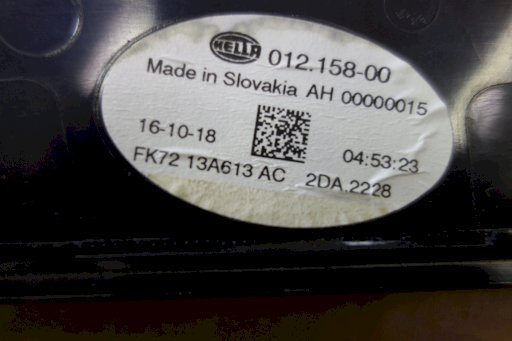 HELLA 012.158-00
Made in Slovakia AH 00000015
16-10-18 04:53:23
FK72 13A613 AC 2DA.2228